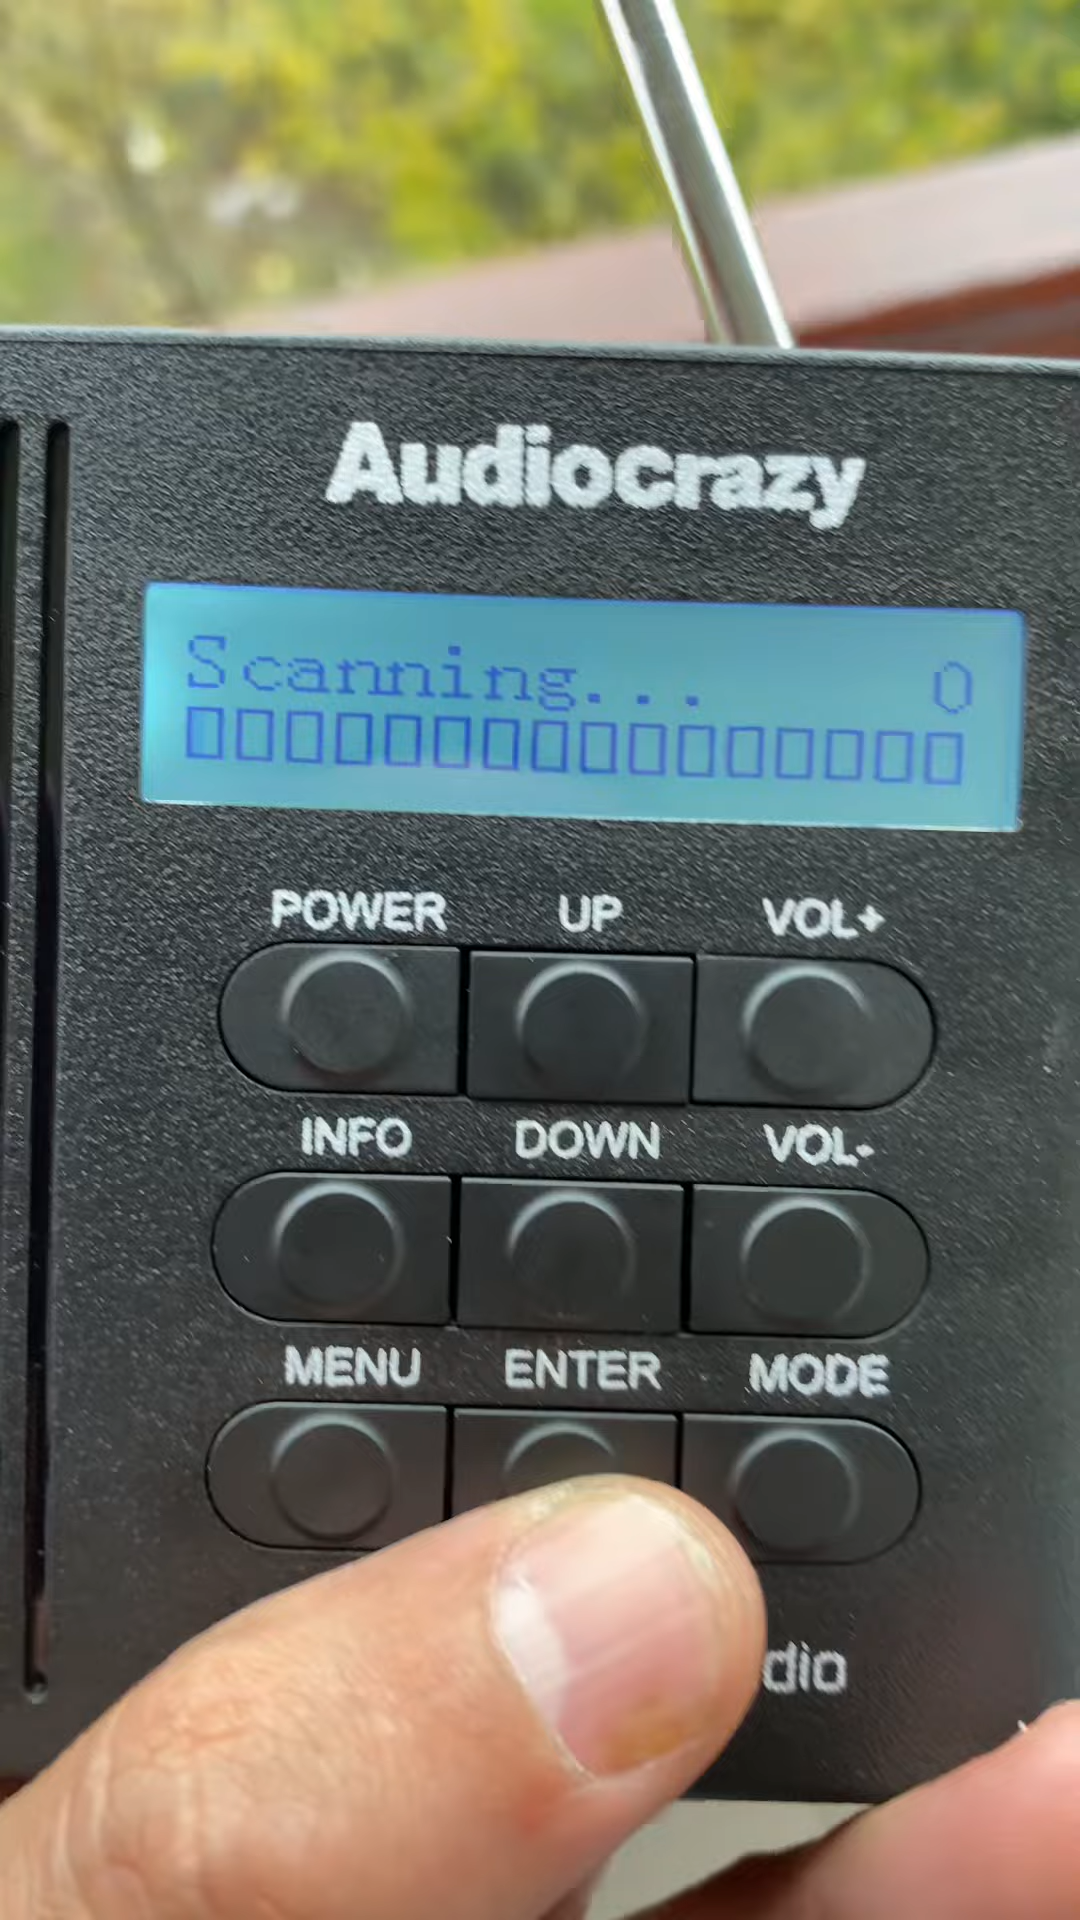 Audiocrazy
Scanning... 0
POWER UP VOL+
INFO DOWN VOL-
MENU ENTER MODE
dio